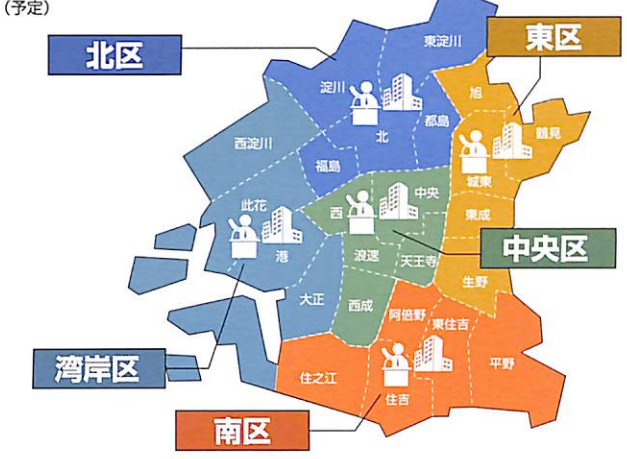 (予定)
北区
東区
東淀川
淀川
旭
都島
鶴見
北
西淀川
福島
城東
此花
西
中央
東成
中央区
港
浪速
天王寺
生野
大正
西成
阿倍野
東住吉
湾岸区
平野
住之江
住吉
南区